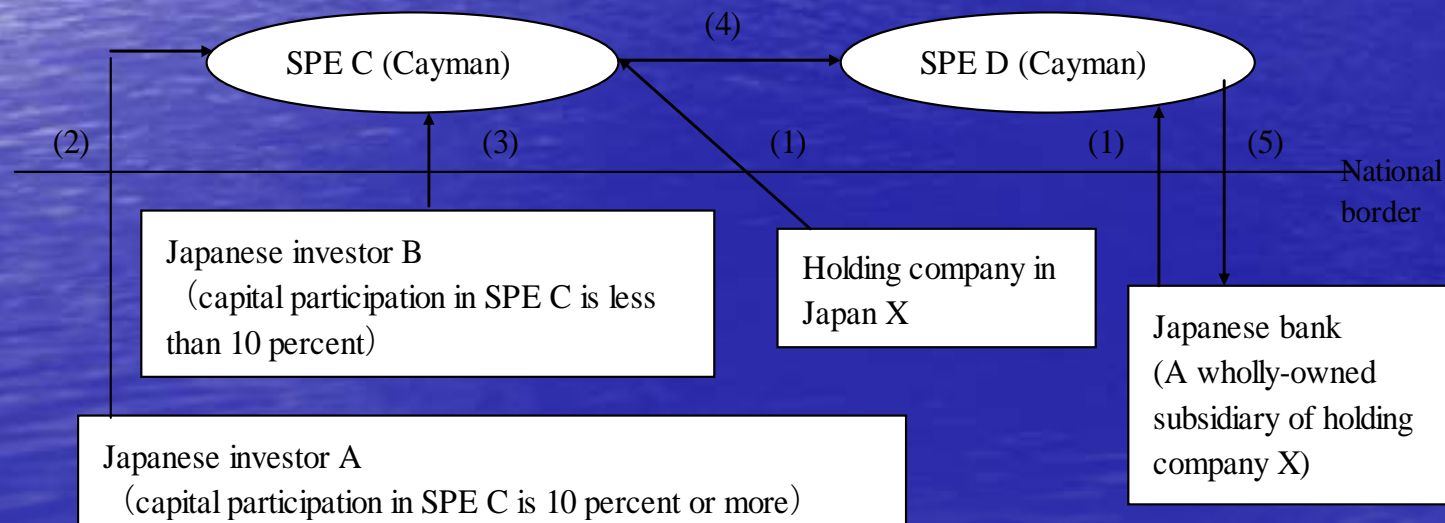 (4)
SPE C (Cayman)
SPE D (Cayman)
(2)
(3)
(1)
(1)
(5)
National
border
Japanese investor B
（capital participation in SPE C is less
than 10 percent）
Holding company in
Japan X
Japanese bank
(A wholly-owned
subsidiary of holding
company X)
Japanese investor A
（capital participation in SPE C is 10 percent or more）